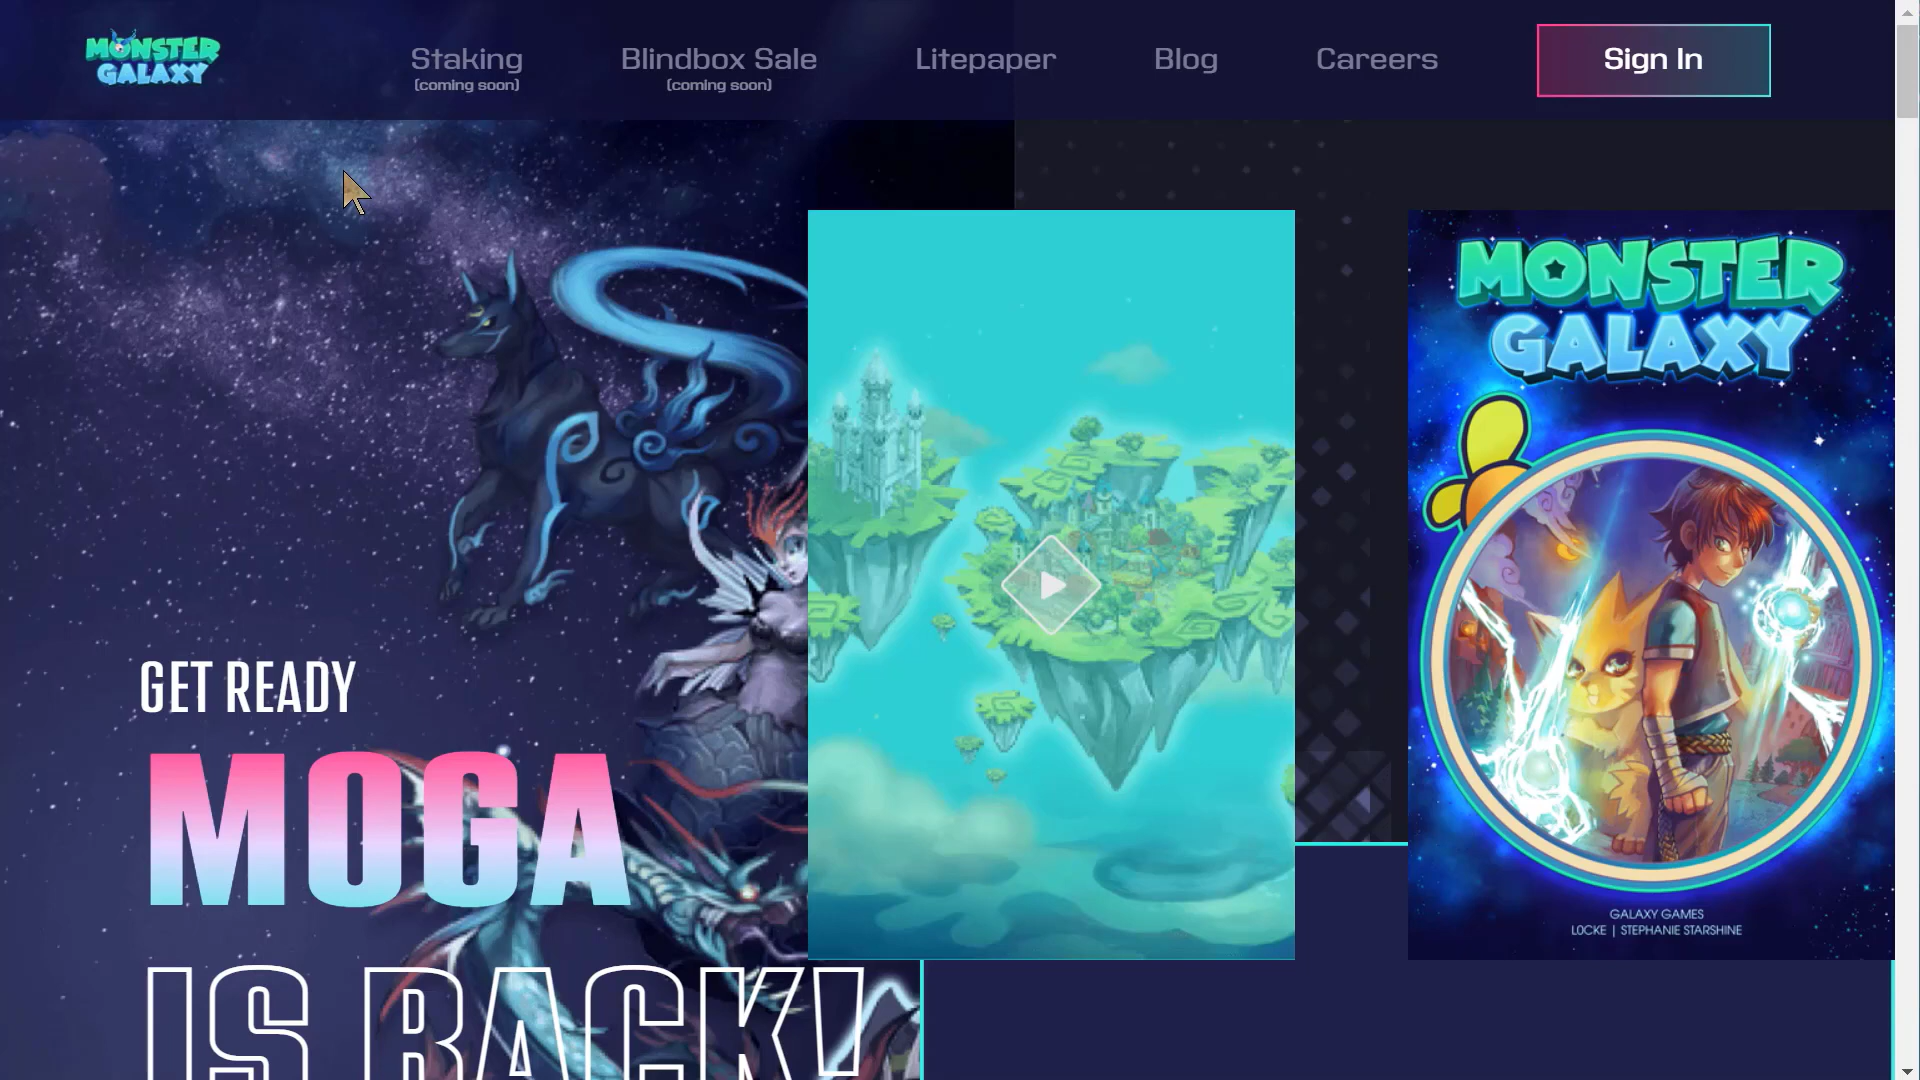 MONSTER
GALAXY
Staking
(coming soon)
Blindbox Sale
(coming soon)
Litepaper
Blog
Careers
Sign In
MONSTER
GALAXY
GET READY
MOGA
IS BACK!
GALAXY GAMES
LOCKE | STEPHANIE STARSHINE